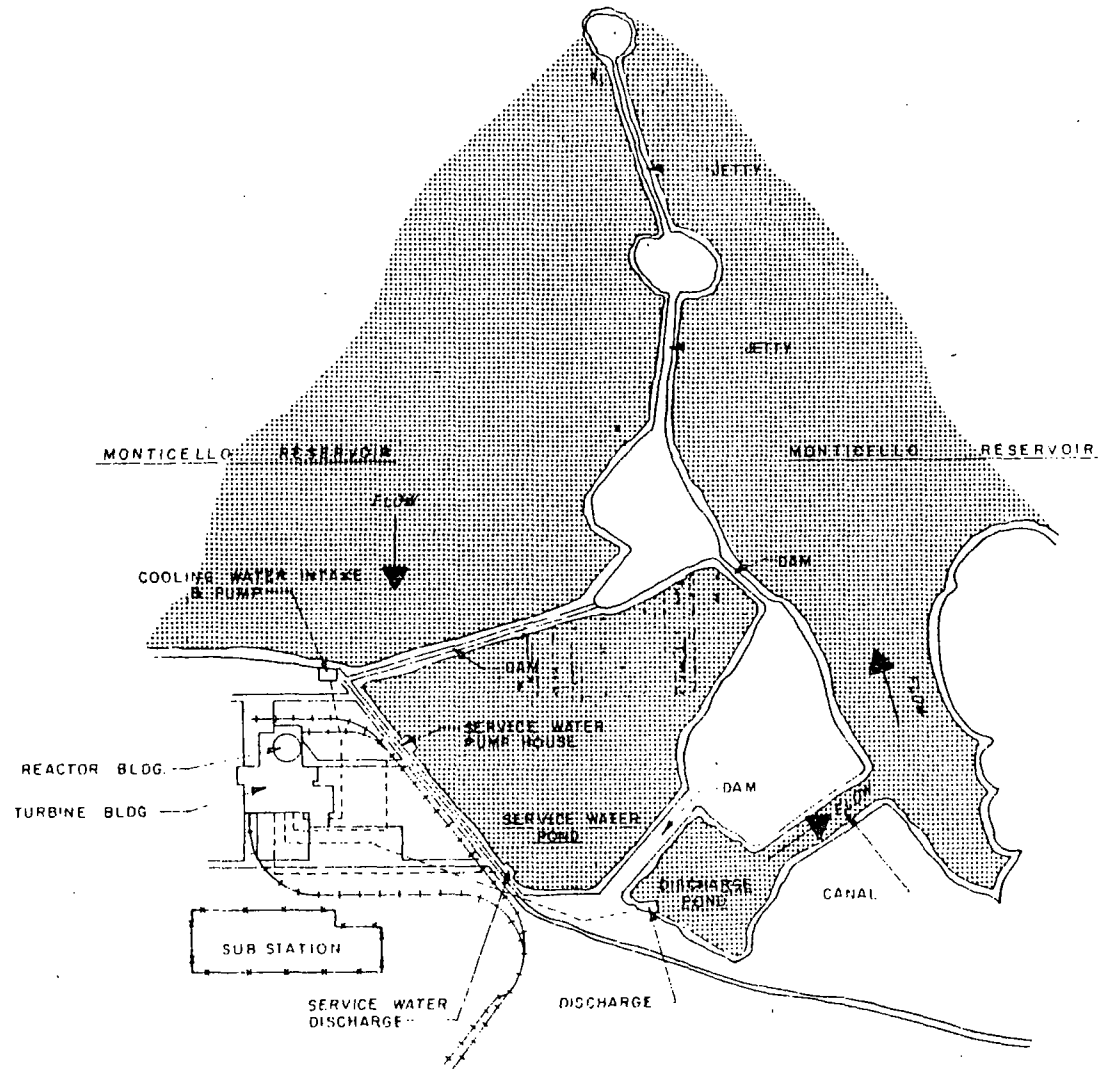 JETTY
JETTY
MONTICELLO RESERVOIR
MONTICELLO RESERVOIR
FLOW
DAM
COOLING WATER INTAKE
& PUMP
DAM
FLOW
SERVICE WATER
PUMP HOUSE
REACTOR BLDG.
DAM
TURBINE BLDG
FLOW
SERVICE WATER
POND
DISCHARGE
POND
CANAL
SUB STATION
SERVICE WATER
DISCHARGE
DISCHARGE